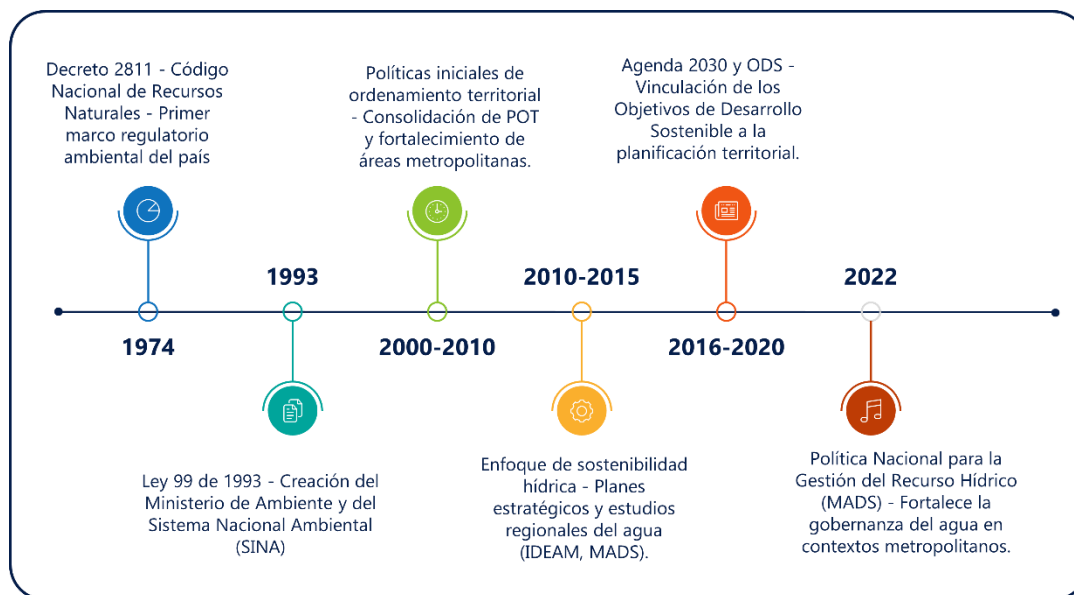 Decreto 2811 - Código
Nacional de Recursos
Naturales - Primer
marco regulatorio
ambiental del país
1974
1993
Ley 99 de 1993 - Creación del
Ministerio de Ambiente y del
Sistema Nacional Ambiental
(SINA)
Políticas iniciales de
ordenamiento territorial
- Consolidación de POT
y fortalecimiento de
áreas metropolitanas.
2000-2010
2010-2015
Enfoque de sostenibilidad
hídrica - Planes
estratégicos y estudios
regionales del agua
(IDEAM, MADS).
Agenda 2030 y ODS -
Vinculación de los
Objetivos de Desarrollo
Sostenible a la
planificación territorial.
2016-2020
2022
Política Nacional para la
Gestión del Recurso Hídrico
(MADS) - Fortalece la
gobernanza del agua en
contextos metropolitanos.